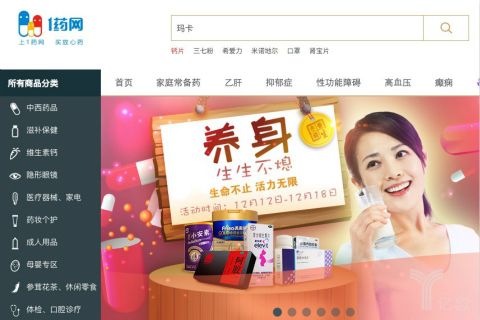 1药网
上1药网 买放心药
玛卡
钙片 三七粉 希爱力 米诺地尔 口罩 肾宝片
所有商品分类
首页 家庭常备药 乙肝 抑郁症 性功能障碍 高血压 癫痫
中西药品
滋补保健
维生素钙
隐形眼镜
医疗器械、家电
药妆个护
成人用品
母婴专区
参茸花茶、休闲零食
体检、口腔诊疗
养身
生生不熄
生命不止 活力无限
活动时间:12月12日-12月18日
小安素
elevit
亿欧